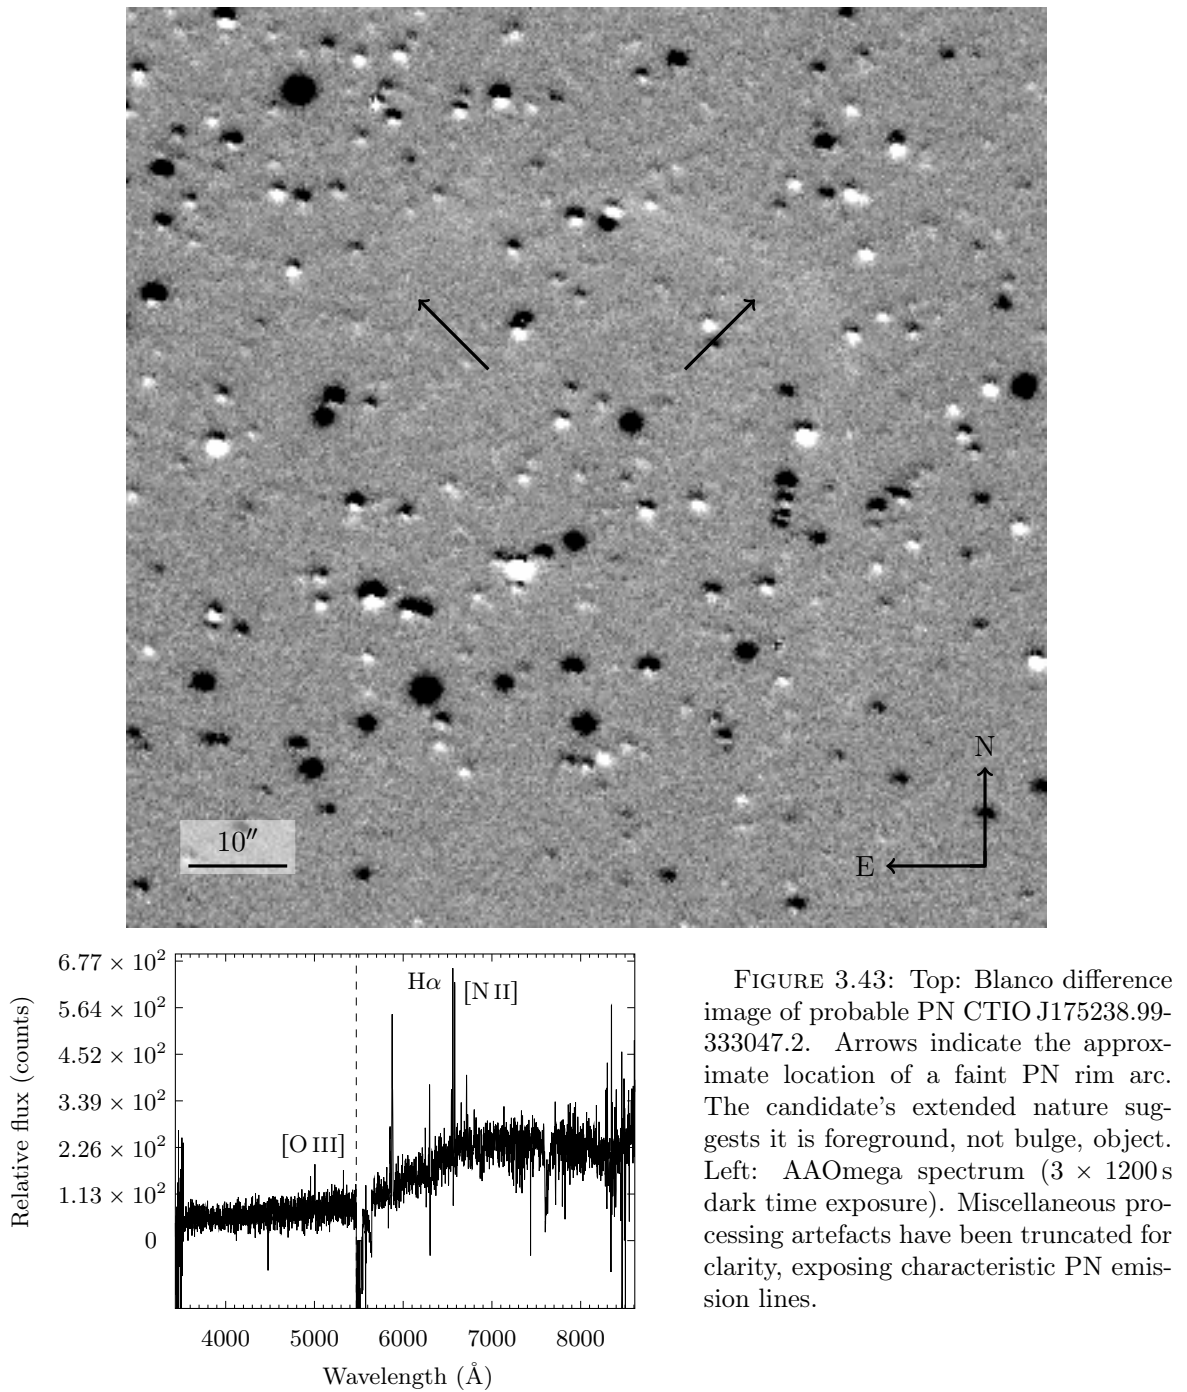 N
10″
E
6.77 × 10²
5.64 × 10²
4.52 × 10²
3.39 × 10²
2.26 × 10²
1.13 × 10²
0
Relative flux (counts)
Hα
[N II]
[O III]
4000 5000 6000 7000 8000
Wavelength (Å)
FIGURE 3.43: Top: Blanco difference
image of probable PN CTIO J175238.99-
333047.2. Arrows indicate the approx-
imate location of a faint PN rim arc.
The candidate's extended nature sug-
gests it is foreground, not bulge, object.
Left: AAOmega spectrum (3 × 1200 s
dark time exposure). Miscellaneous pro-
cessing artefacts have been truncated for
clarity, exposing characteristic PN emis-
sion lines.